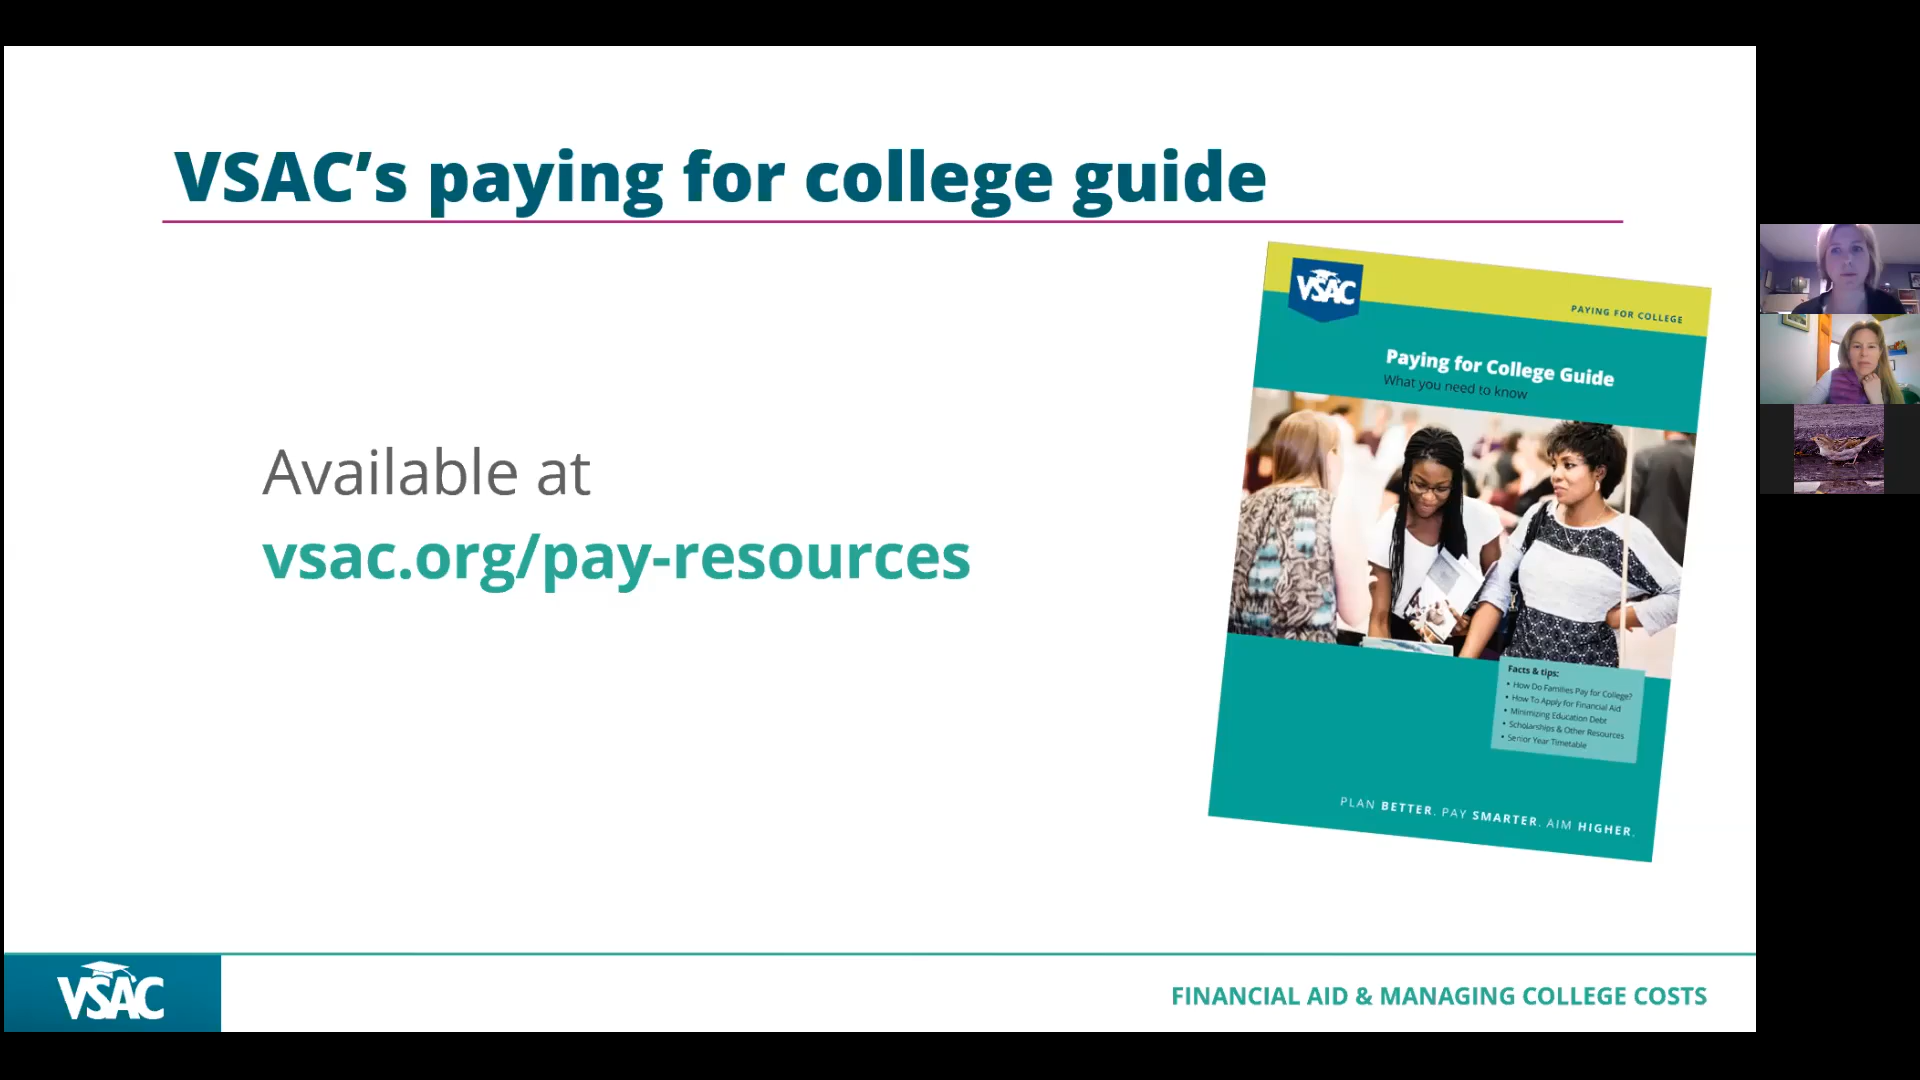 VSAC’s paying for college guide
Available at
vsac.org/pay-resources
VSAC
PAYING FOR COLLEGE
Paying for College Guide
What you need to know
Facts & tips:
• How Do Families Pay for College?
• How To Apply for Financial Aid
• Minimizing Education Debt
• Scholarships & Other Resources
• Senior Year Timetable
PLAN BETTER. PAY SMARTER. AIM HIGHER.
VSAC
FINANCIAL AID & MANAGING COLLEGE COSTS